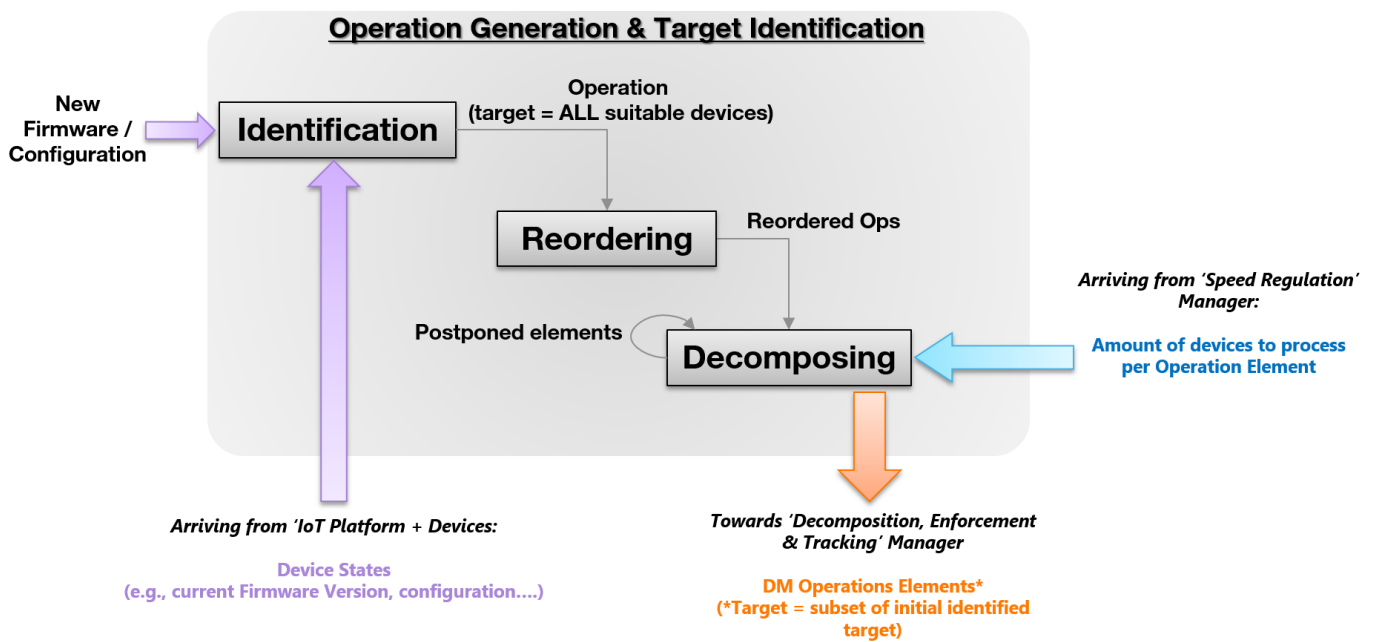 Operation Generation & Target Identification
New
Firmware /
Configuration
Identification
Operation
(target = ALL suitable devices)
Reordering
Reordered Ops
Postponed elements
Decomposing
Arriving from ‘Speed Regulation’
Manager:
Amount of devices to process
per Operation Element
Arriving from ‘IoT Platform + Devices:
Device States
(e.g., current Firmware Version, configuration….)
Towards ‘Decomposition, Enforcement
& Tracking’ Manager
DM Operations Elements*
(*Target = subset of initial identified
target)